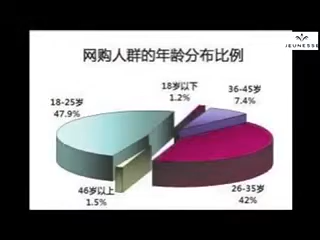 JEUNESSE
网购人群的年龄分布比例
18岁以下
1.2%
36-45岁
7.4%
18-25岁
47.9%
46岁以上
1.5%
26-35岁
42%